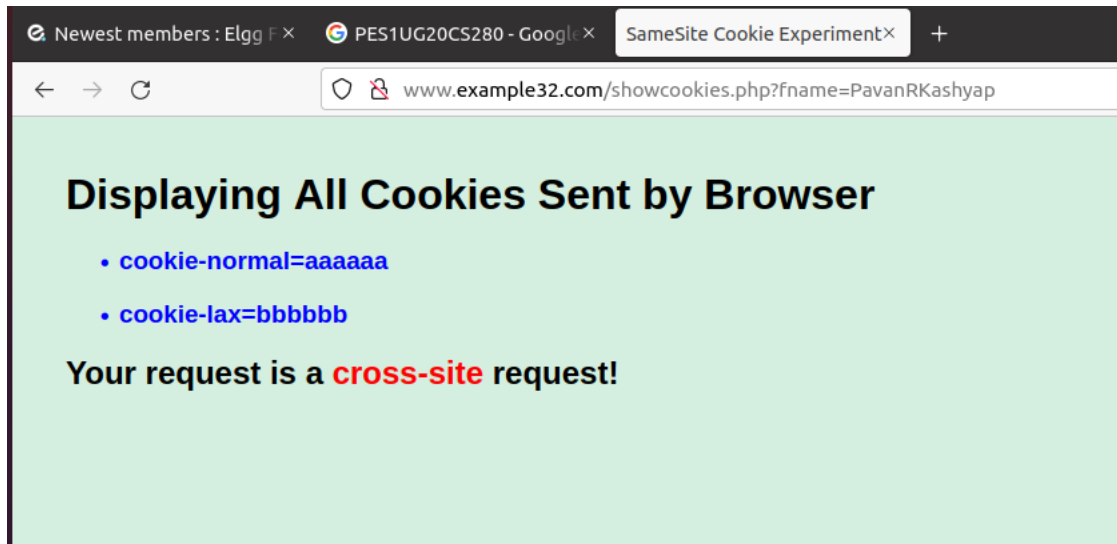 Newest members : Elgg F
PES1UG20CS280 - Google
SameSite Cookie Experiment
www.example32.com/showcookies.php?fname=PavanRKashyap
Displaying All Cookies Sent by Browser
• cookie-normal=aaaaaa
• cookie-lax=bbbbbb
Your request is a cross-site request!